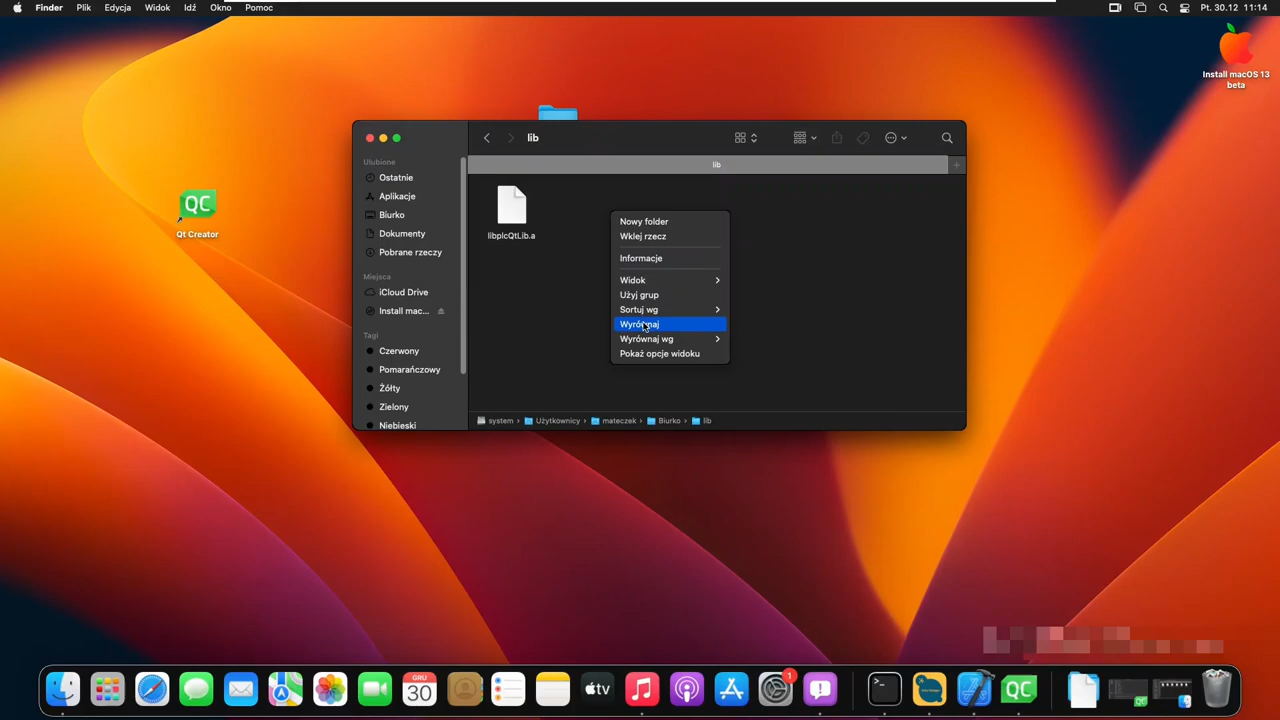 Finder Plik Edycja Widok Idź Okno Pomoc Pt. 30.12 11:14
Install macOS 13
beta
QC
Qt Creator
lib
lib
Ulubione
Ostatnie
Aplikacje
Biurko
Dokumenty
Pobrane rzeczy
Miejsca
iCloud Drive
Install mac...
Tagi
Czerwony
Pomarańczowy
Żółty
Zielony
Niebieski
libplcQtLib.a
Nowy folder
Wklej rzecz
Informacje
Widok
Użyj grup
Sortuj wg
Wyrównaj
Wyrównaj wg
Pokaż opcje widoku
system › Użytkownicy › mateczek › Biurko › lib
GRU
30
tv
1
>_
QC